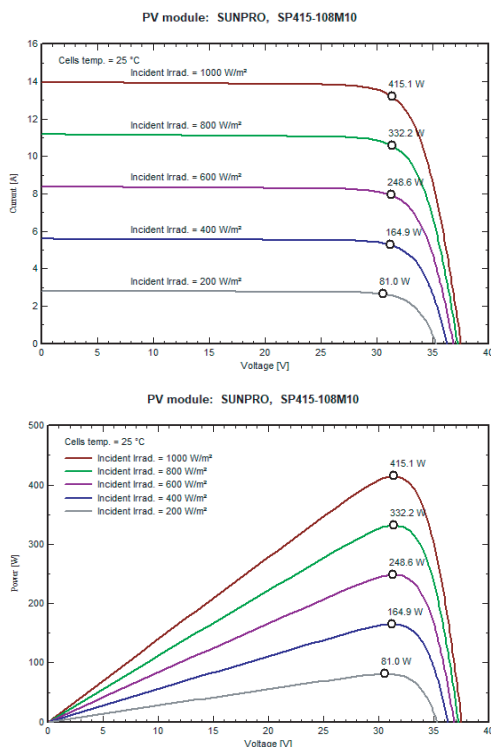 PV module: SUNPRO, SP415-108M10
16
14
12
10
8
6
4
2
0
Current [A]
Cells temp. = 25 °C
Incident Irrad. = 1000 W/m²
415.1 W
Incident Irrad. = 800 W/m²
332.2 W
Incident Irrad. = 600 W/m²
248.6 W
Incident Irrad. = 400 W/m²
164.9 W
Incident Irrad. = 200 W/m²
81.0 W
0 5 10 15 20 25 30 35 40
Voltage [V]
PV module: SUNPRO, SP415-108M10
500
400
300
200
100
0
Power [W]
Cells temp. = 25 °C
Incident Irrad. = 1000 W/m²
Incident Irrad. = 800 W/m²
Incident Irrad. = 600 W/m²
Incident Irrad. = 400 W/m²
Incident Irrad. = 200 W/m²
415.1 W
332.2 W
248.6 W
164.9 W
81.0 W
0 5 10 15 20 25 30 35 40
Voltage [V]